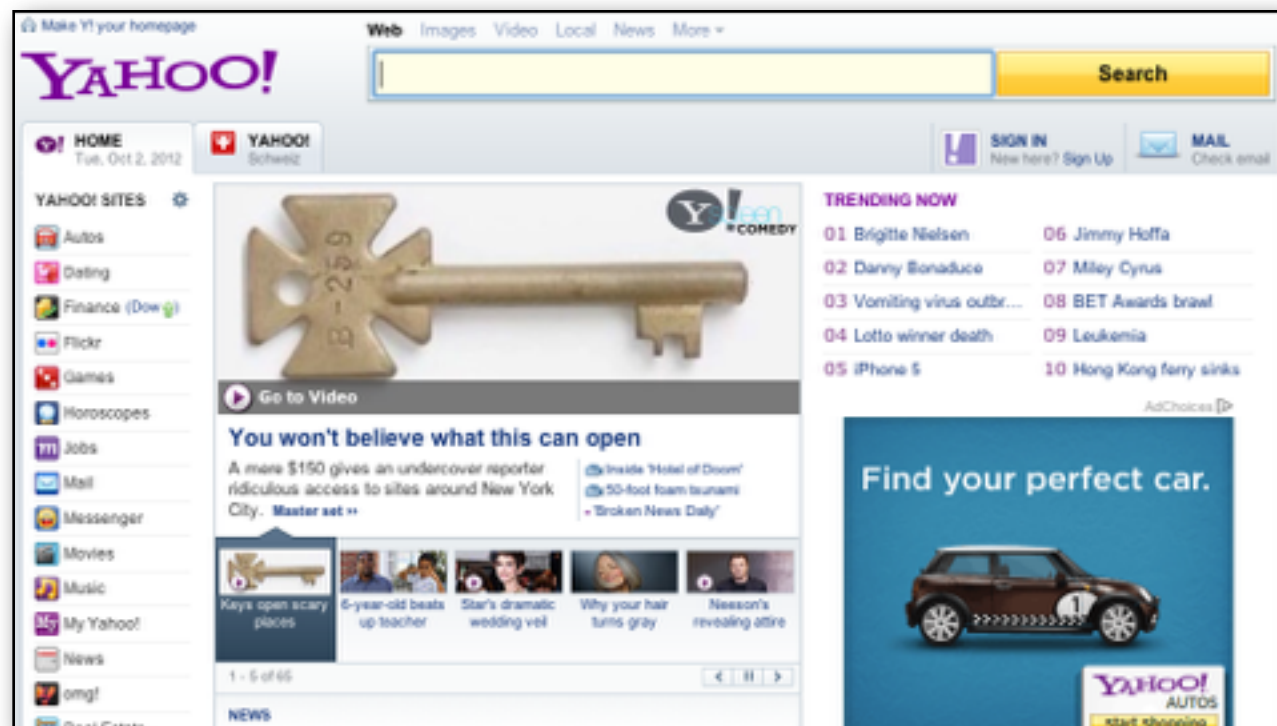 Make Y! your homepage
Web Images Video Local News More
YAHOO!
Search
HOME
Tue, Oct 2, 2012
YAHOO!
Schweiz
SIGN IN
New here? Sign Up
MAIL
Check email
YAHOO! SITES
Autos
Dating
Finance (Dow)
Flickr
Games
Horoscopes
Jobs
Mail
Messenger
Movies
Music
My Yahoo!
News
omg!
Real Estate
B-259
Y! screen
COMEDY
Go to Video
You won't believe what this can open
A mere $150 gives an undercover reporter
ridiculous access to sites around New York
City. Master set »
Inside 'Hotel of Doom'
50-foot foam tsunami
'Broken News Daily'
Keys open scary
places
6-year-old beats
up teacher
Star's dramatic
wedding veil
Why your hair
turns gray
Neeson's
revealing attire
1 - 5 of 65
NEWS
TRENDING NOW
01 Brigitte Nielsen
02 Danny Bonaduce
03 Vomiting virus outbr...
04 Lotto winner death
05 iPhone 5
06 Jimmy Hoffa
07 Miley Cyrus
08 BET Awards brawl
09 Leukemia
10 Hong Kong ferry sinks
AdChoices
Find your perfect car.
1
YAHOO!
AUTOS
start shopping